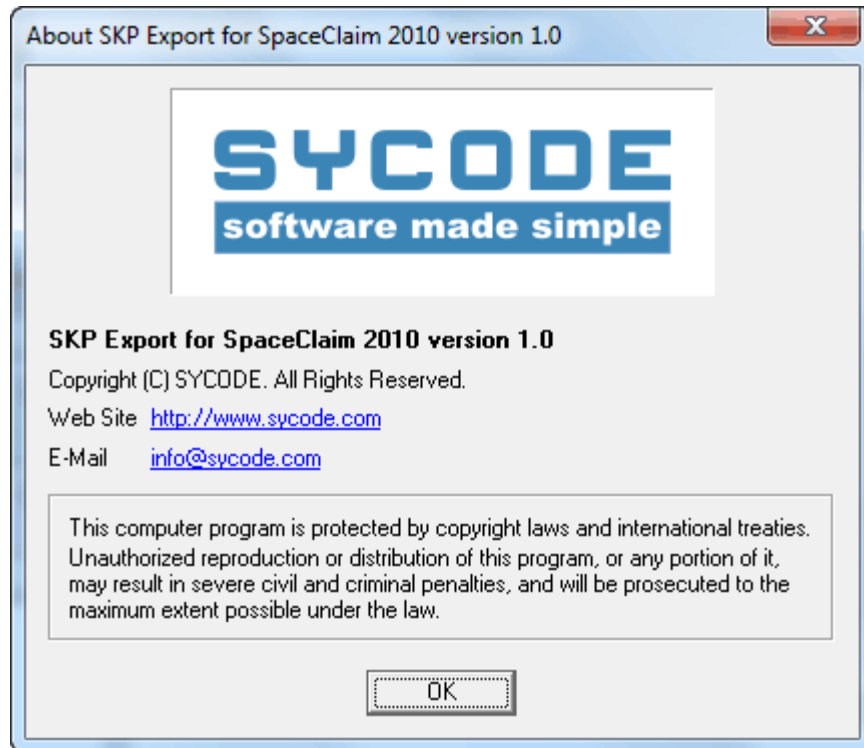 About SKP Export for SpaceClaim 2010 version 1.0
SYCODE
software made simple
SKP Export for SpaceClaim 2010 version 1.0
Copyright (C) SYCODE. All Rights Reserved.
Web Site http://www.sycode.com
E-Mail info@sycode.com
This computer program is protected by copyright laws and international treaties.
Unauthorized reproduction or distribution of this program, or any portion of it,
may result in severe civil and criminal penalties, and will be prosecuted to the
maximum extent possible under the law.
OK